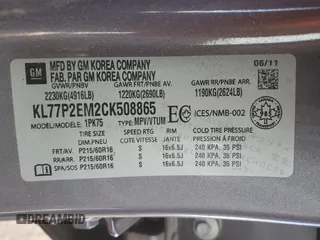 GM
MFD BY GM KOREA COMPANY
FAB. PAR GM KOREA COMPANY
06/11
GVWR/PNBV
GAWR FRT/PNBE AV.
GAWR RR/PNBE ARR.
2230KG(4916LB)
1220KG(2690LB)
1190KG(2624LB)
KL77P2EM2CK508865
EC
ICES/NMB-002
MODEL/MODELE: 1PK75
TYPE: MPV/VTUM
TIRE SIZE
SPEED RTG
RIM
COLD TIRE PRESSURE
DIM PNEU
COTE VITESSE
JANTE
FRT/AV P215/60R16 S 16x6.5J 240 KPA, 35 PSI
RR/ARR P215/60R16 S 16x6.5J 240 KPA, 35 PSI
SPA/SOS P215/60R16 S 16x6.5J 240 KPA, 35 PSI
DRAMBID